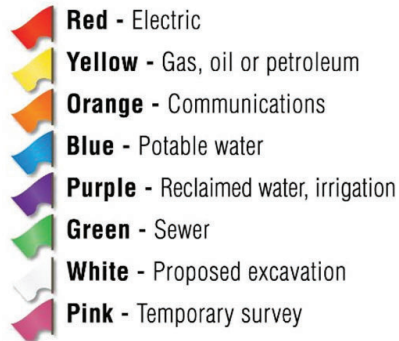 Red - Electric
Yellow - Gas, oil or petroleum
Orange - Communications
Blue - Potable water
Purple - Reclaimed water, irrigation
Green - Sewer
White - Proposed excavation
Pink - Temporary survey